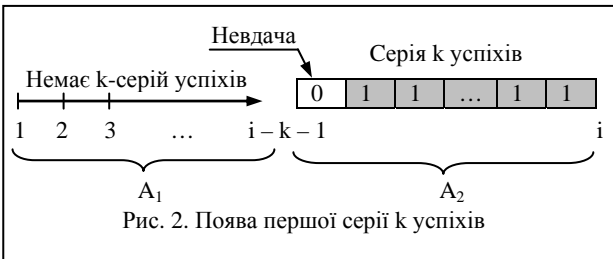 Невдача
Серія k успіхів
Немає k-серій успіхів
0 1 1 … 1 1
1 2 3 … i – k – 1 i
A1 A2
Рис. 2. Поява першої серії k успіхів